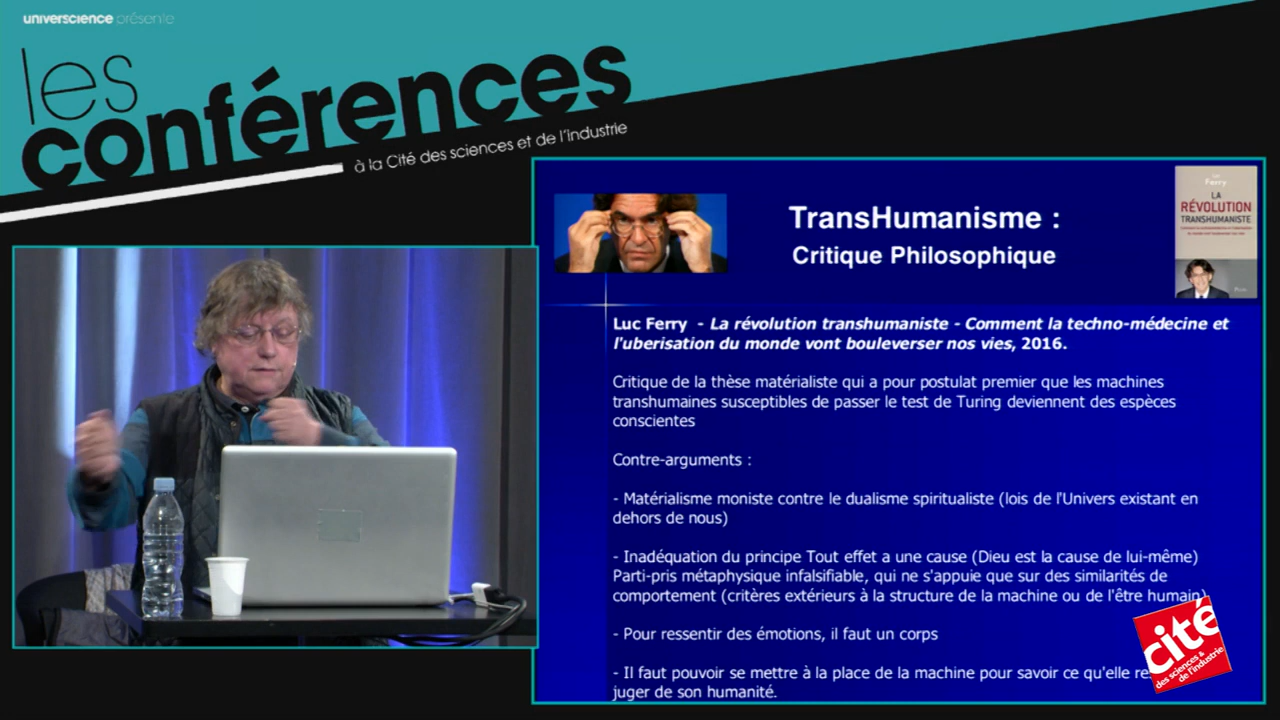 universcience présente
les
conférences
à la Cité des sciences et de l'industrie
TransHumanisme :
Critique Philosophique
Ferry
LA
RÉVOLUTION
TRANSHUMANISTE
Luc Ferry - La révolution transhumaniste - Comment la techno-médecine et
l'uberisation du monde vont bouleverser nos vies, 2016.
Critique de la thèse matérialiste qui a pour postulat premier que les machines
transhumaines susceptibles de passer le test de Turing deviennent des espèces
conscientes
Contre-arguments :
- Matérialisme moniste contre le dualisme spiritualiste (lois de l'Univers existant en
dehors de nous)
- Inadéquation du principe Tout effet a une cause (Dieu est la cause de lui-même)
Parti-pris métaphysique infalsifiable, qui ne s'appuie que sur des similarités de
comportement (critères extérieurs à la structure de la machine ou de l'être humain)
- Pour ressentir des émotions, il faut un corps
- Il faut pouvoir se mettre à la place de la machine pour savoir ce qu'elle
juger de son humanité.
cité
des sciences &
de l'industrie